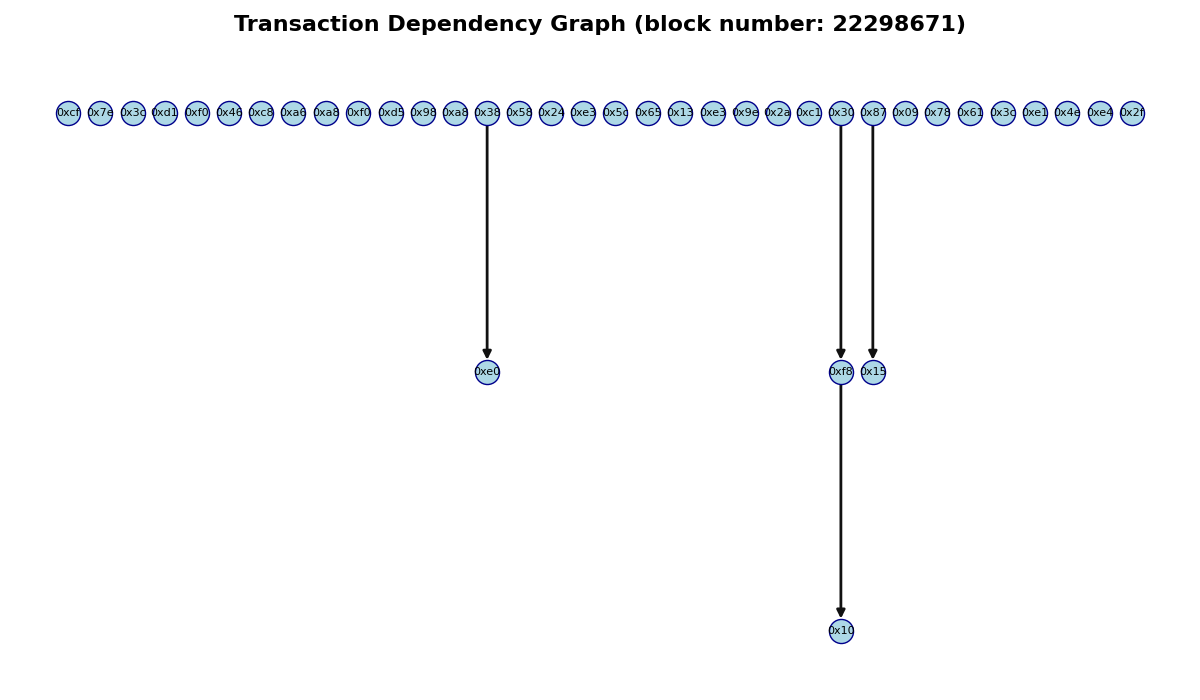 Transaction Dependency Graph (block number: 22298671)
0xcf 0x7e 0x3c 0xd1 0xf0 0x46 0xc8 0xa6 0xa8 0xf0 0xd5 0x98 0xa8 0x38 0x58 0x24 0xe3 0x5c 0x65 0x13 0xe3 0x9e 0x2a 0xc1 0x30 0x87 0x09 0x78 0x61 0x3c 0xe1 0x4e 0xe4 0x2f
0xe0 0xf8 0x15
0x10